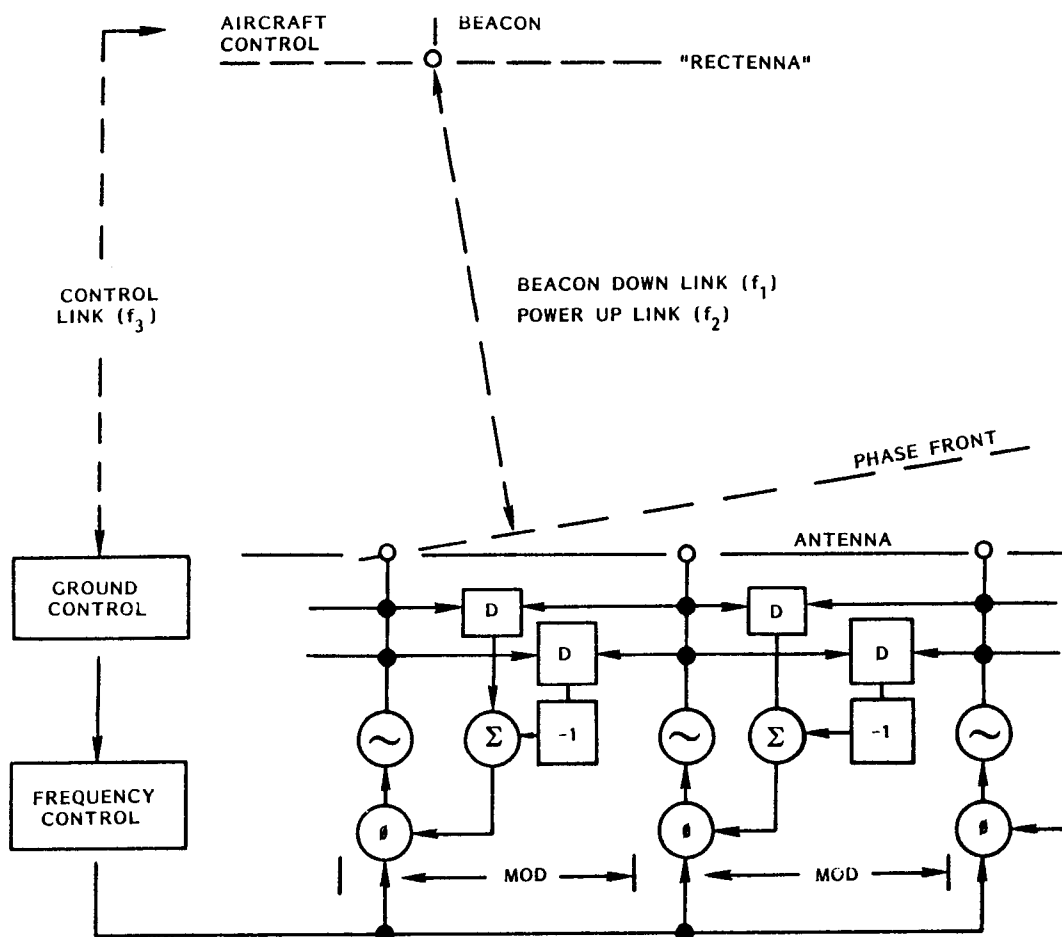 AIRCRAFT
CONTROL
BEACON
"RECTENNA"
CONTROL
LINK (f₃)
BEACON DOWN LINK (f₁)
POWER UP LINK (f₂)
PHASE FRONT
ANTENNA
GROUND
CONTROL
D
D
D
D
~
Σ
-1
~
Σ
-1
~
FREQUENCY
CONTROL
ø
ø
ø
MOD
MOD